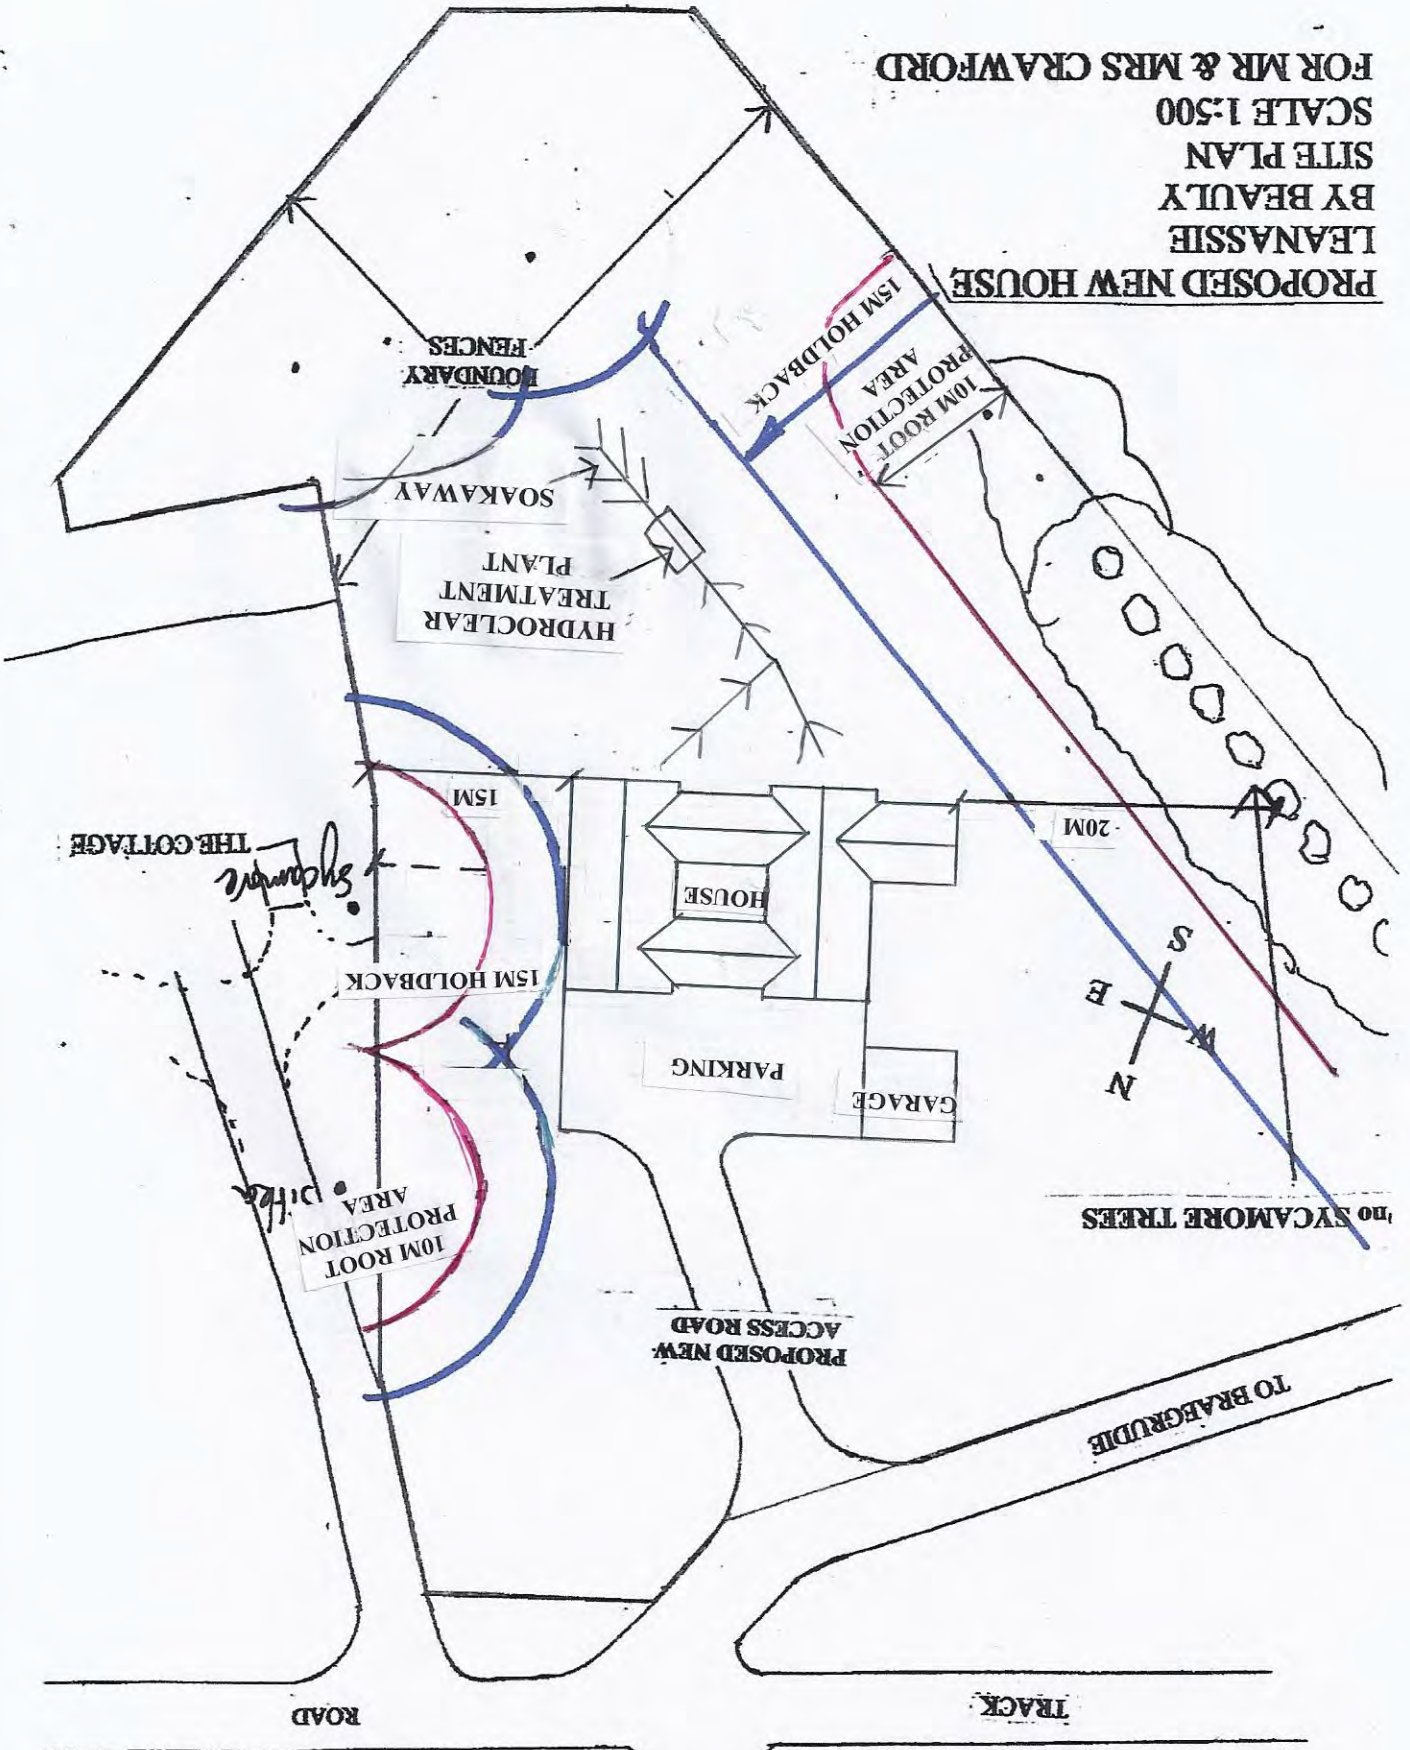 TRACK
ROAD
TO BRAEGRUDIE
PROPOSED NEW
ACCESS ROAD
SYCAMORE TREES
10M ROOT
PROTECTION
AREA
sitka
GARAGE
PARKING
N
W
E
S
15M HOLDBACK
HOUSE
Sycamore
THE COTTAGE
20M
15M
HYDROCLEAR
TREATMENT
PLANT
SOAKAWAY
10M ROOT
PROTECTION
AREA
15M HOLDBACK
BOUNDARY
FENCES
PROPOSED NEW HOUSE
LEANASSIE
BY BEAULY
SITE PLAN
SCALE 1:500
FOR MR & MRS CRAWFORD